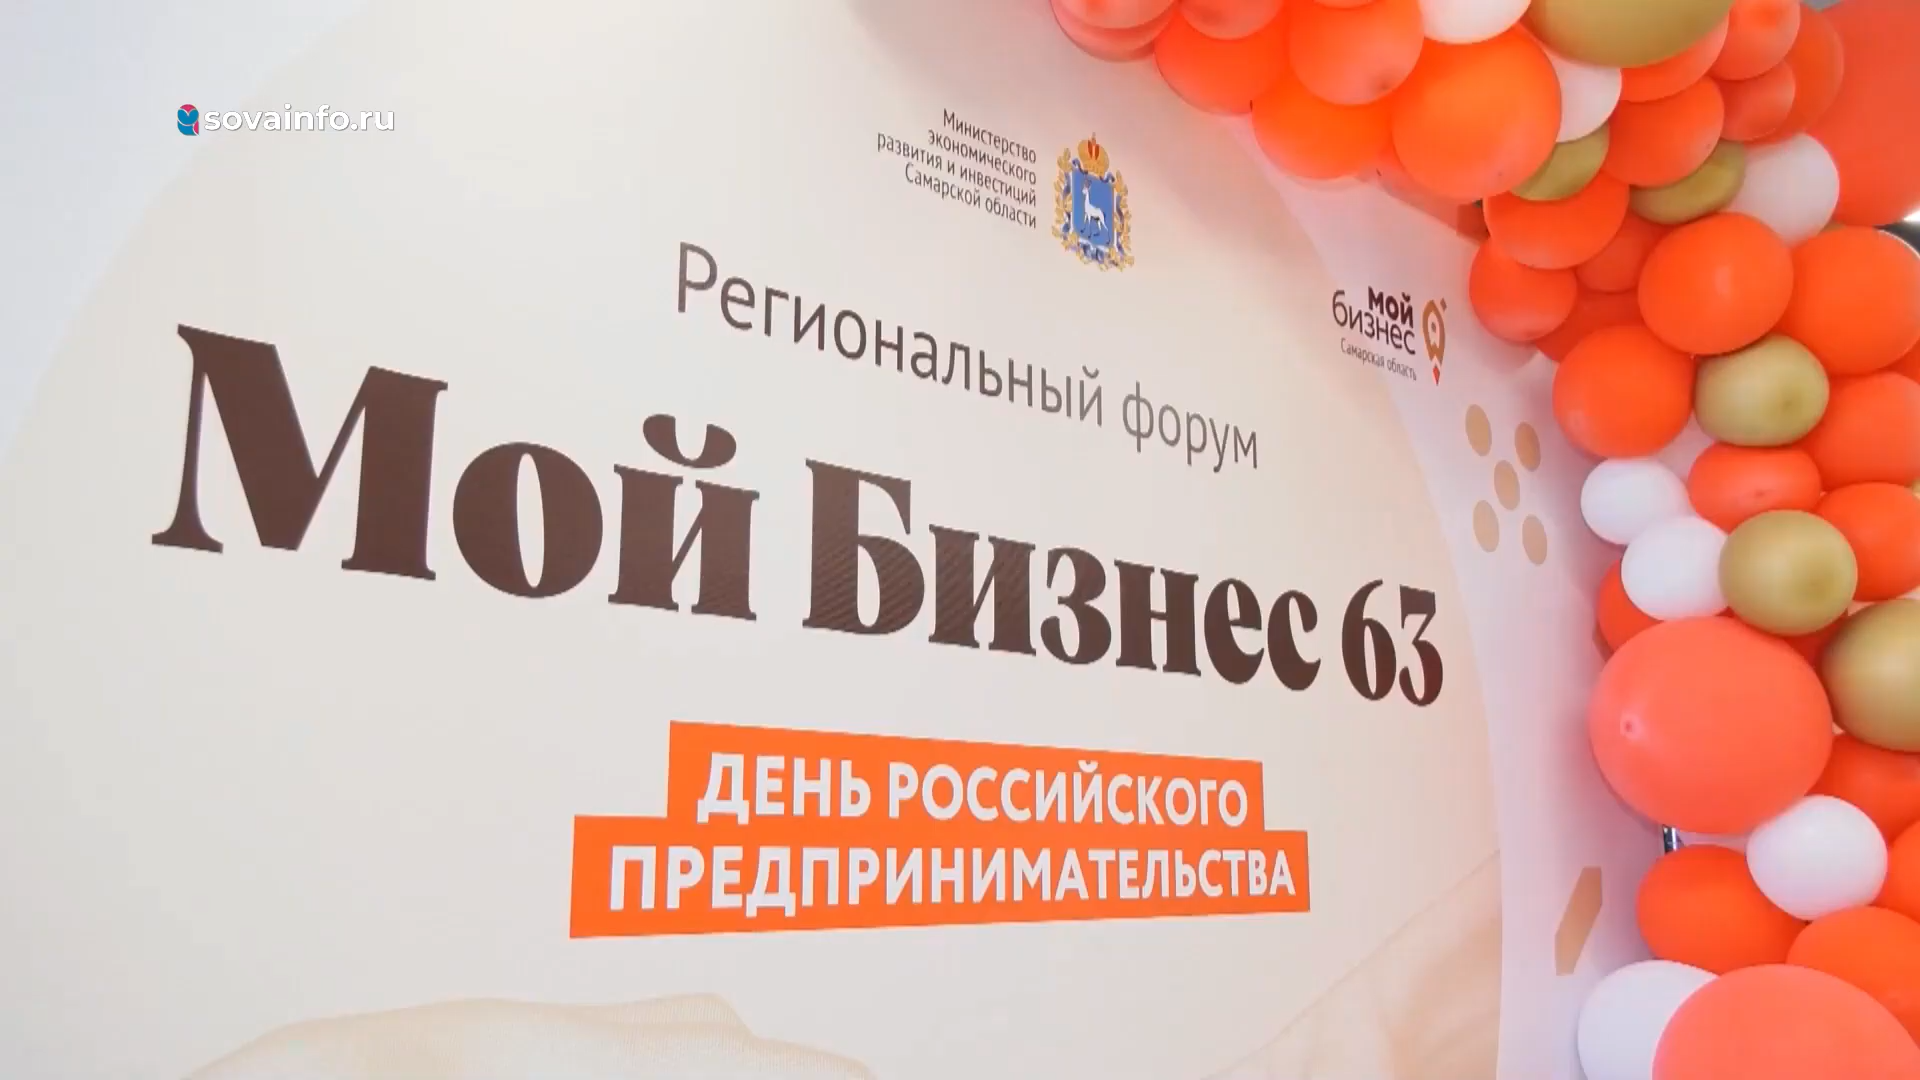 sovainfo.ru
Министерство
экономического
развития и инвестиций
Самарской области
Региональный форум
мой
бизнес
Самарская область
Мой Бизнес 63
ДЕНЬ РОССИЙСКОГО
ПРЕДПРИНИМАТЕЛЬСТВА